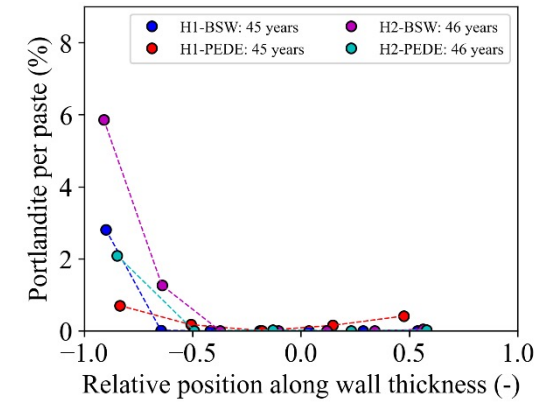 H1-BSW: 45 years
H1-PEDE: 45 years
H2-BSW: 46 years
H2-PEDE: 46 years
Portlandite per paste (%)
8
6
4
2
0
−1.0 −0.5 0.0 0.5 1.0
Relative position along wall thickness (-)